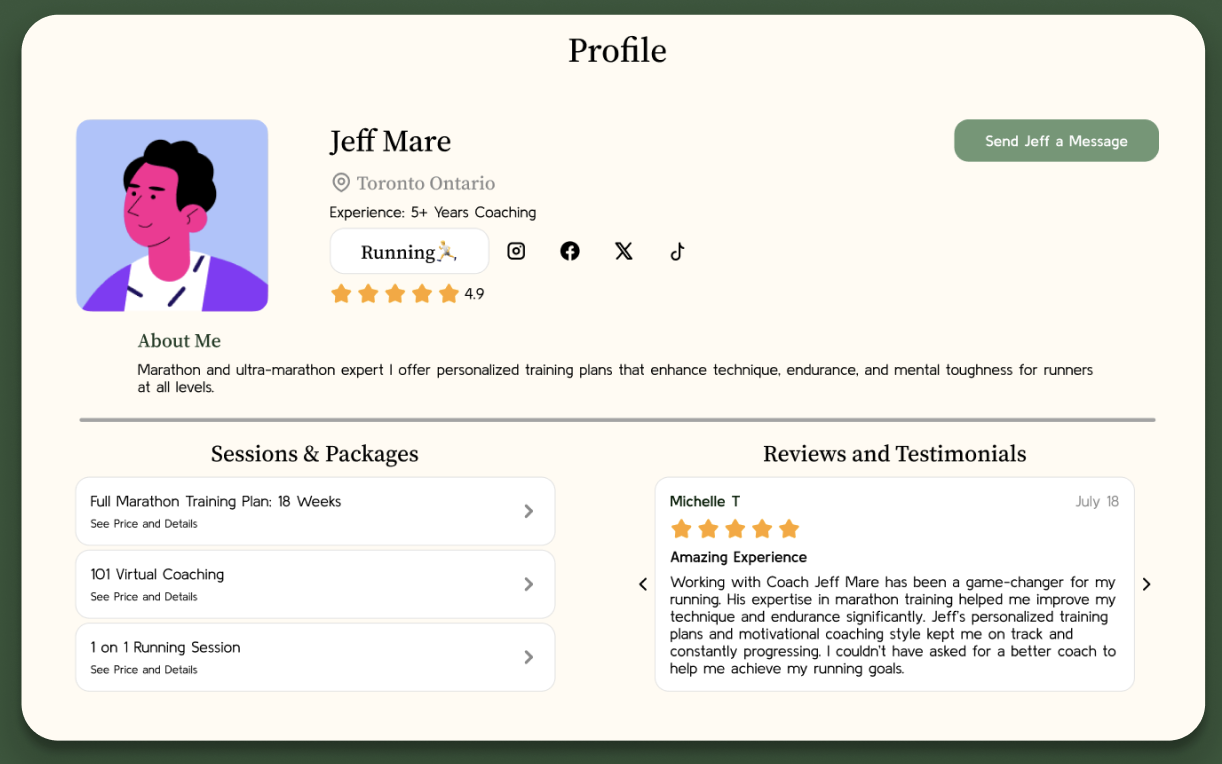 Profile
Jeff Mare
Send Jeff a Message
Toronto Ontario
Experience: 5+ Years Coaching
Running
4.9
About Me
Marathon and ultra-marathon expert I offer personalized training plans that enhance technique, endurance, and mental toughness for runners
at all levels.
Sessions & Packages
Full Marathon Training Plan: 18 Weeks
See Price and Details
101 Virtual Coaching
See Price and Details
1 on 1 Running Session
See Price and Details
Reviews and Testimonials
Michelle T
July 18
Amazing Experience
Working with Coach Jeff Mare has been a game-changer for my
running. His expertise in marathon training helped me improve my
technique and endurance significantly. Jeff's personalized training
plans and motivational coaching style kept me on track and
constantly progressing. I couldn't have asked for a better coach to
help me achieve my running goals.